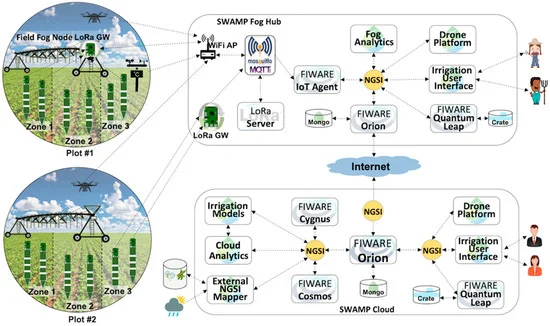 SWAMP Fog Hub
Field Fog Node LoRa GW
WiFi AP
Zone 1
Zone 2
Zone 3
Plot #1
mosquitto
MQTT
LoRa
Server
LoRa GW
FIWARE
IoT Agent
Fog
Analytics
NGSI
Drone
Platform
Irrigation
User
Interface
Mongo
FIWARE
Orion
FIWARE
Quantum
Leap
Crate
Internet
Zone 1
Zone 2
Zone 3
Plot #2
Irrigation
Models
Cloud
Analytics
External
NGSI
Mapper
FIWARE
Cygnus
NGSI
FIWARE
Cosmos
NGSI
FIWARE
Orion
Mongo
NGSI
Drone
Platform
Irrigation
User
Interface
Crate
FIWARE
Quantum
Leap
SWAMP Cloud